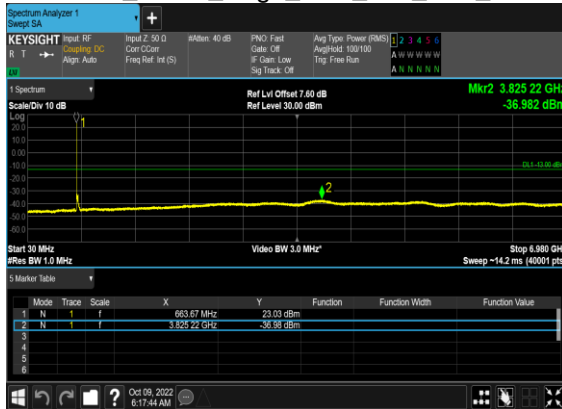 Spectrum Analyzer 1
Swept SA
+
KEYSIGHT Input: RF Input Z: 50 Ω #Atten: 40 dB PNO: Fast Avg Type: Power (RMS) 1 2 3 4 5 6
R T Coupling: DC Corr CCorr Gate: Off Avg|Hold: 100/100 A W W W W W
Align: Auto Freq Ref: Int (S) IF Gain: Low Trig: Free Run
LXI Sig Track: Off A N N N N N
1 Spectrum Ref Lvl Offset 7.60 dB Mkr2 3.825 22 GHz
Scale/Div 10 dB Ref Level 30.00 dBm -36.982 dBm
Log
1
20.0
10.0
0.00
-10.0
DL1 -13.00 dBm
-20.0
-30.0
2
-40.0
-50.0
-60.0
Start 30 MHz Video BW 3.0 MHz* Stop 6.980 GHz
#Res BW 1.0 MHz Sweep ~14.2 ms (40001 pts)
5 Marker Table
Mode Trace Scale X Y Function Function Width Function Value
1 N 1 f 663.67 MHz 23.03 dBm
2 N 1 f 3.825 22 GHz -36.98 dBm
3
4
5
6
? Oct 09, 2022
6:17:44 AM